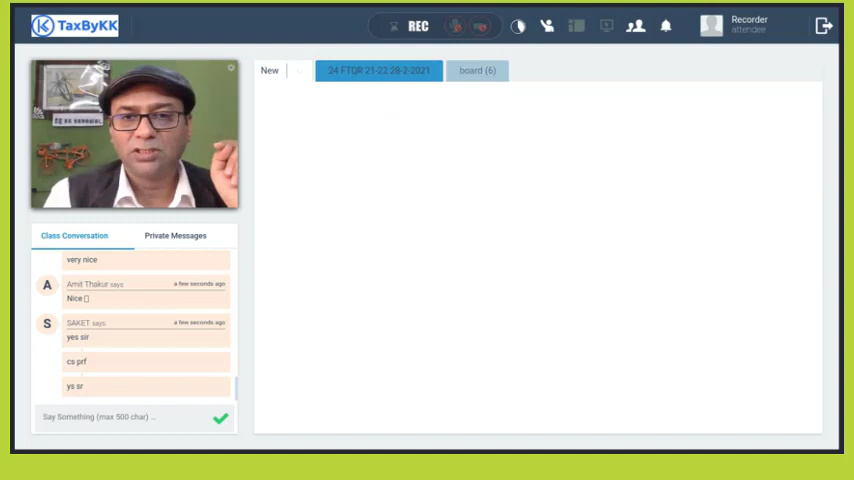 TaxByKK
REC
Recorder
attendee
New
24 FTOR 21-22 28-2-2021
board (6)
Class Conversation
Private Messages
very nice
A
Amit Thakur says
a few seconds ago
Nice
S
SAKET says
a few seconds ago
yes sir
cs prf
ys sr
Say Something (max 500 char) ...